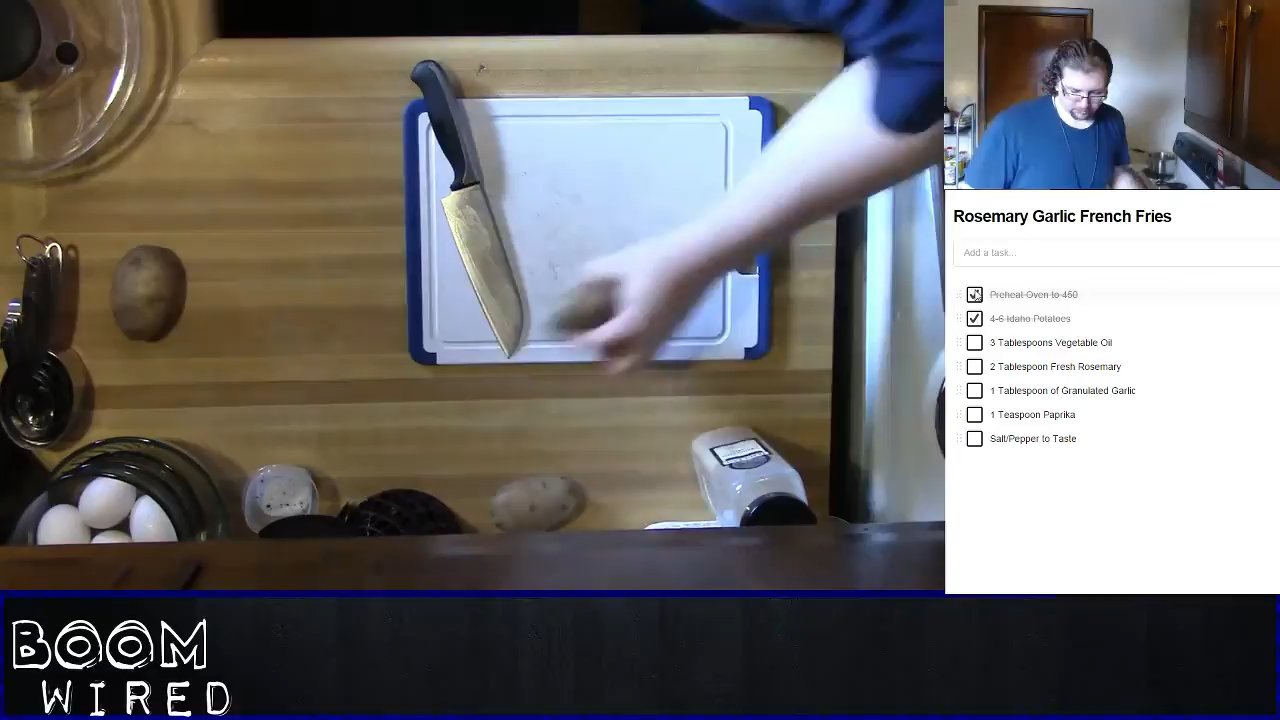 Rosemary Garlic French Fries
Add a task...
Preheat Oven to 450
4-6 Idaho Potatoes
3 Tablespoons Vegetable Oil
2 Tablespoon Fresh Rosemary
1 Tablespoon of Granulated Garlic
1 Teaspoon Paprika
Salt/Pepper to Taste
BOOM
WIRED